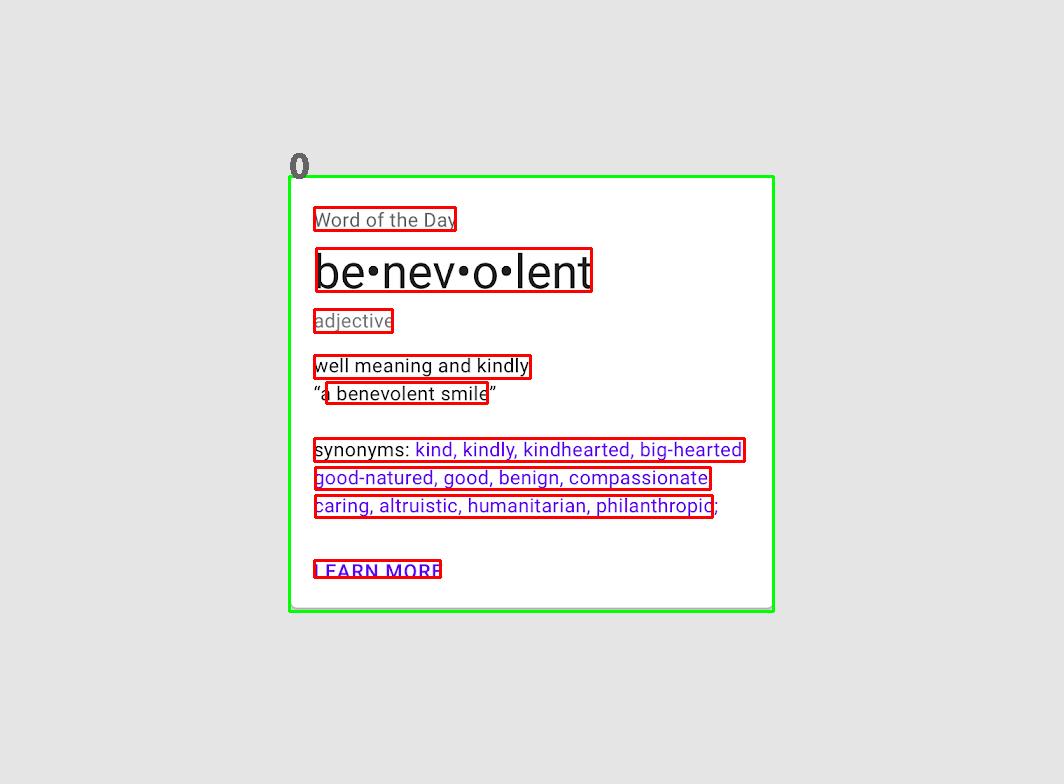 0
Word of the Day
be•nev•o•lent
adjective
well meaning and kindly
“a benevolent smile”
synonyms: kind, kindly, kindhearted, big-hearted
good-natured, good, benign, compassionate
caring, altruistic, humanitarian, philanthropic;
LEARN MORE